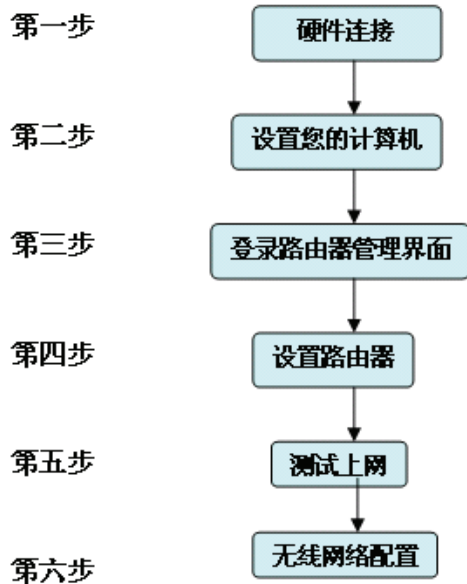 第一步 硬件连接
第二步 设置您的计算机
第三步 登录路由器管理界面
第四步 设置路由器
第五步 测试上网
第六步 无线网络配置